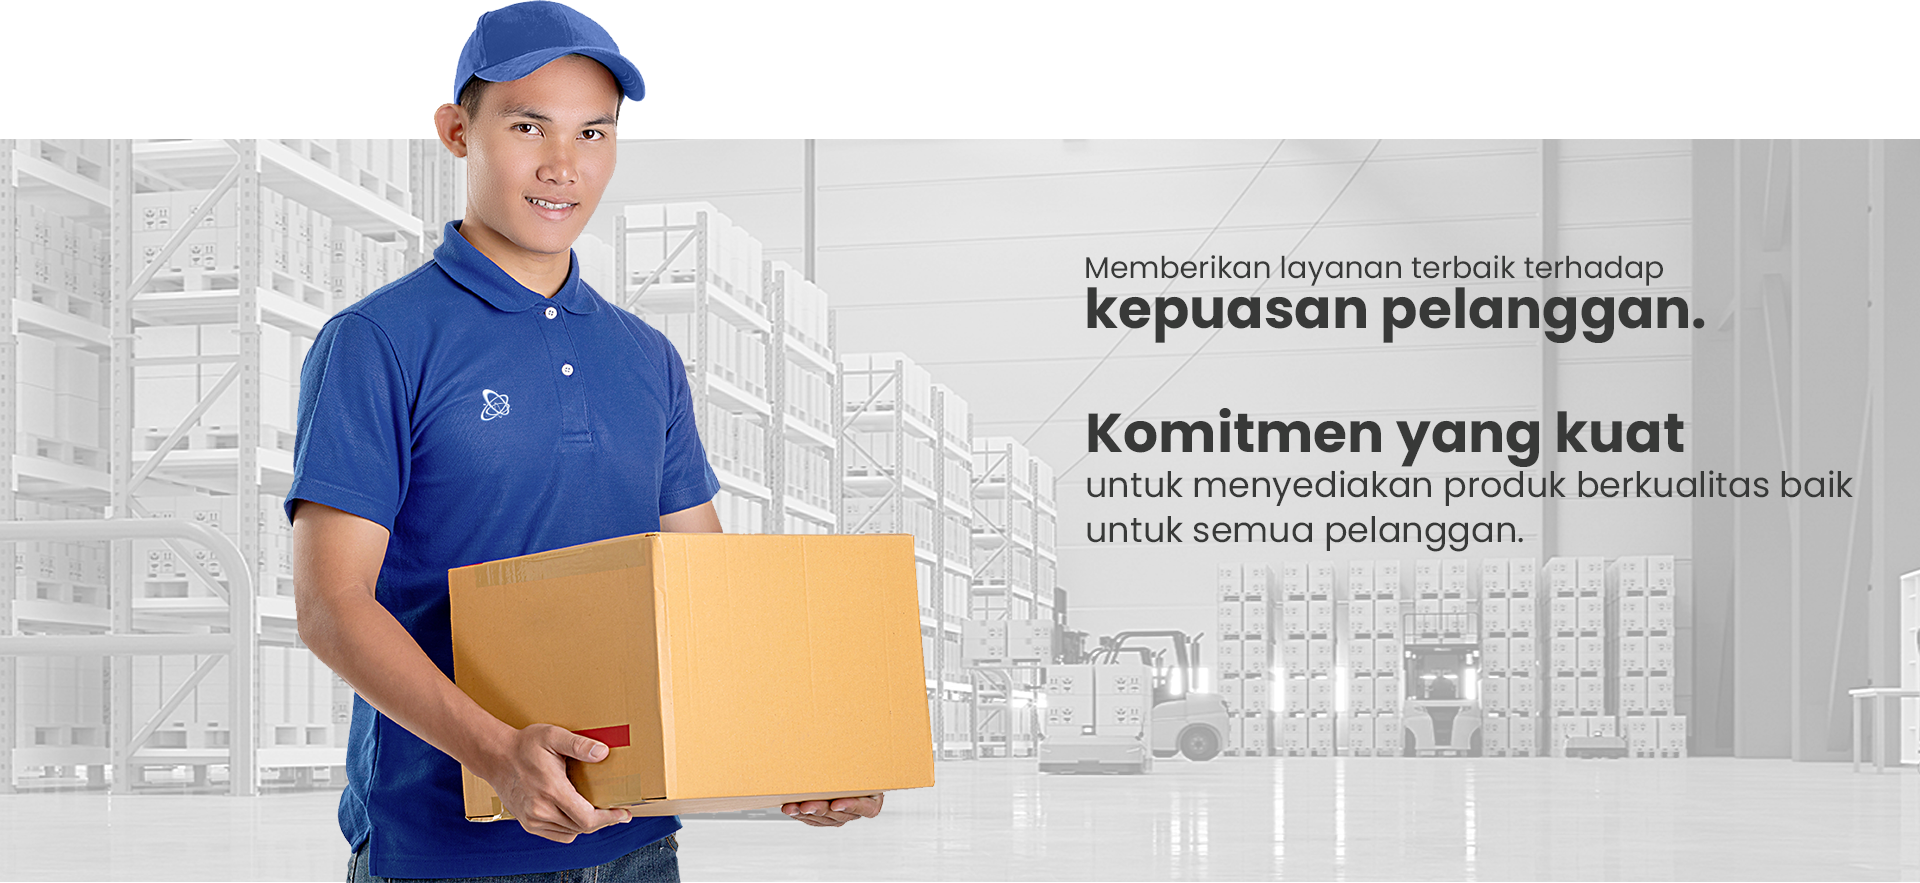 Memberikan layanan terbaik terhadap
kepuasan pelanggan.
Komitmen yang kuat
untuk menyediakan produk berkualitas baik
untuk semua pelanggan.